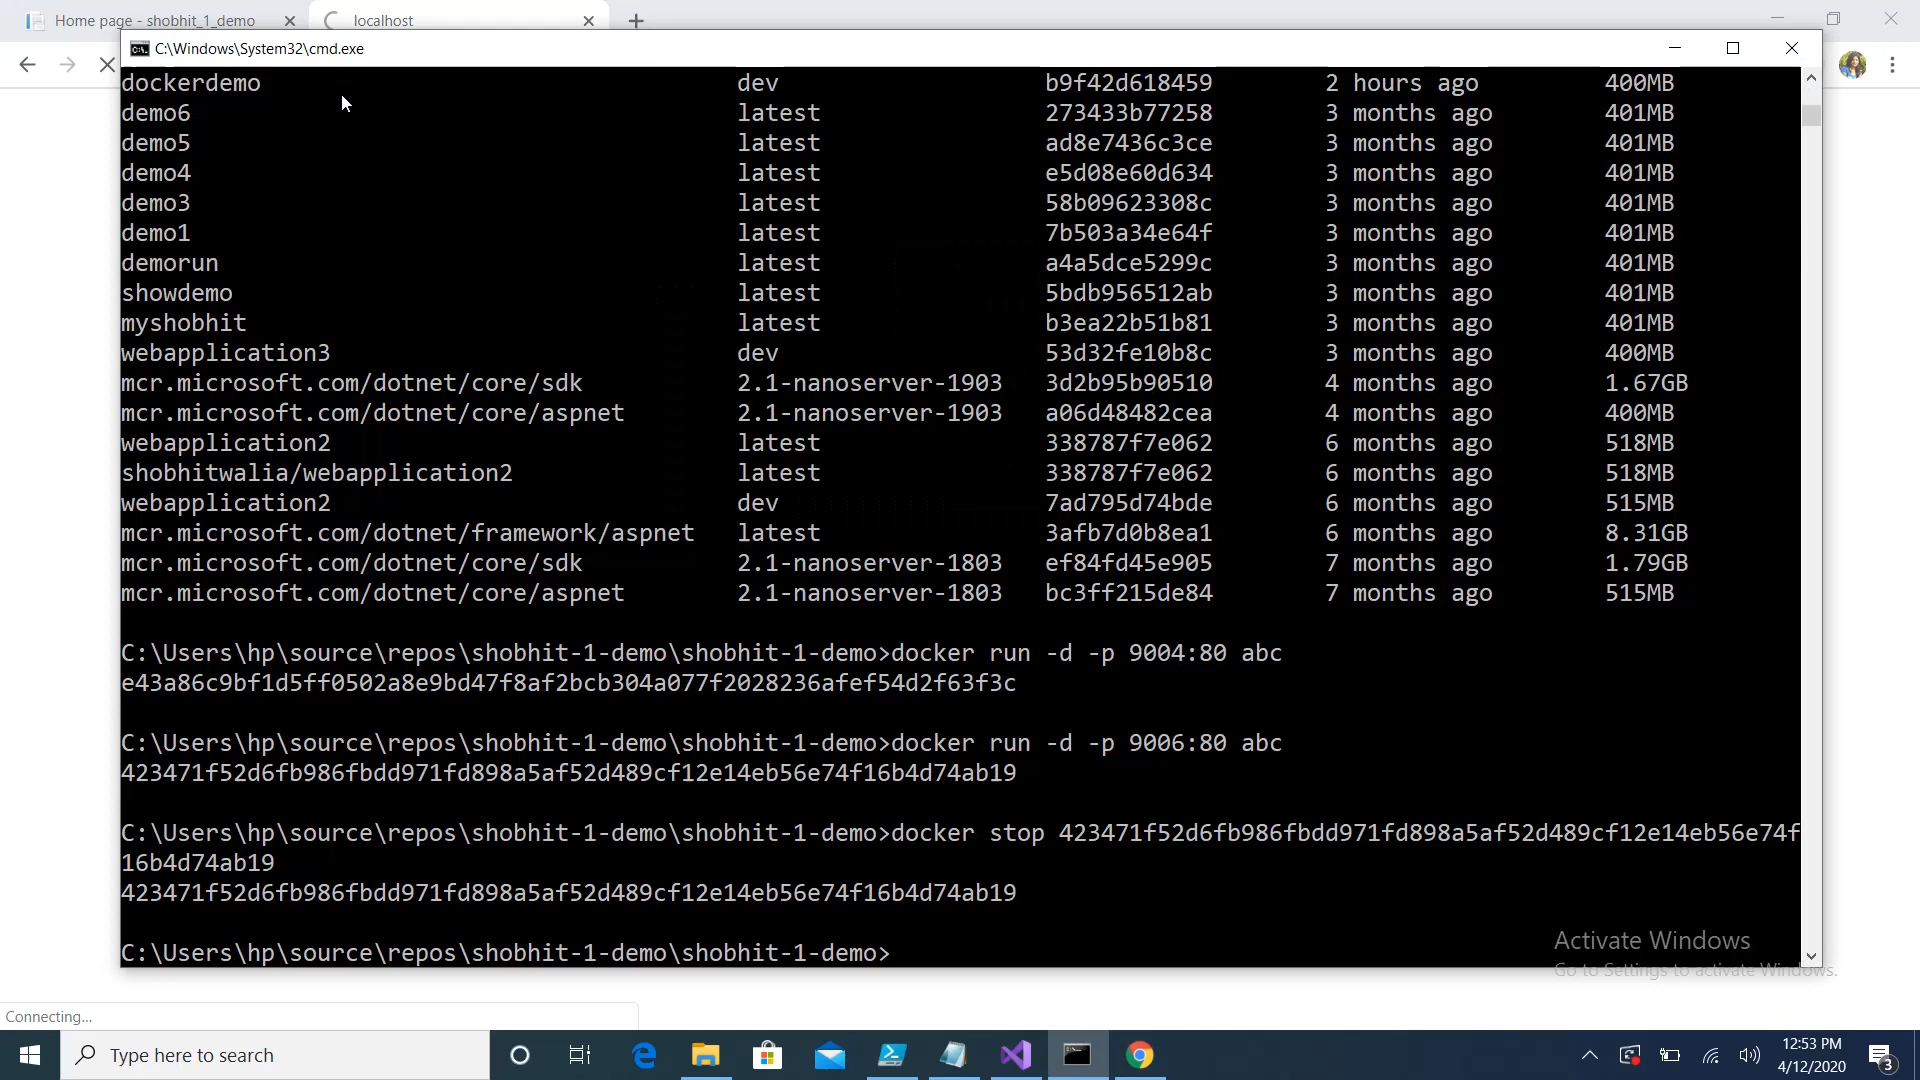 Home page - shobhit_1_demo
localhost
C:\Windows\System32\cmd.exe
dockerdemo dev b9f42d618459 2 hours ago 400MB
demo6 latest 273433b77258 3 months ago 401MB
demo5 latest ad8e7436c3ce 3 months ago 401MB
demo4 latest e5d08e60d634 3 months ago 401MB
demo3 latest 58b09623308c 3 months ago 401MB
demo1 latest 7b503a34e64f 3 months ago 401MB
demorun latest a4a5dce5299c 3 months ago 401MB
showdemo latest 5bdb956512ab 3 months ago 401MB
myshobhit latest b3ea22b51b81 3 months ago 401MB
webapplication3 dev 53d32fe10b8c 3 months ago 400MB
mcr.microsoft.com/dotnet/core/sdk 2.1-nanoserver-1903 3d2b95b90510 4 months ago 1.67GB
mcr.microsoft.com/dotnet/core/aspnet 2.1-nanoserver-1903 a06d48482cea 4 months ago 400MB
webapplication2 latest 338787f7e062 6 months ago 518MB
shobhitwalia/webapplication2 latest 338787f7e062 6 months ago 518MB
webapplication2 dev 7ad795d74bde 6 months ago 515MB
mcr.microsoft.com/dotnet/framework/aspnet latest 3afb7d0b8ea1 6 months ago 8.31GB
mcr.microsoft.com/dotnet/core/sdk 2.1-nanoserver-1803 ef84fd45e905 7 months ago 1.79GB
mcr.microsoft.com/dotnet/core/aspnet 2.1-nanoserver-1803 bc3ff215de84 7 months ago 515MB
C:\Users\hp\source\repos\shobhit-1-demo\shobhit-1-demo>docker run -d -p 9004:80 abc
e43a86c9bf1d5ff0502a8e9bd47f8af2bcb304a077f2028236afef54d2f63f3c
C:\Users\hp\source\repos\shobhit-1-demo\shobhit-1-demo>docker run -d -p 9006:80 abc
423471f52d6fb986fbdd971fd898a5af52d489cf12e14eb56e74f16b4d74ab19
C:\Users\hp\source\repos\shobhit-1-demo\shobhit-1-demo>docker stop 423471f52d6fb986fbdd971fd898a5af52d489cf12e14eb56e74f
16b4d74ab19
423471f52d6fb986fbdd971fd898a5af52d489cf12e14eb56e74f16b4d74ab19
C:\Users\hp\source\repos\shobhit-1-demo\shobhit-1-demo>
Activate Windows
Go to Settings to activate Windows.
Connecting...
Type here to search
12:53 PM
4/12/2020
3